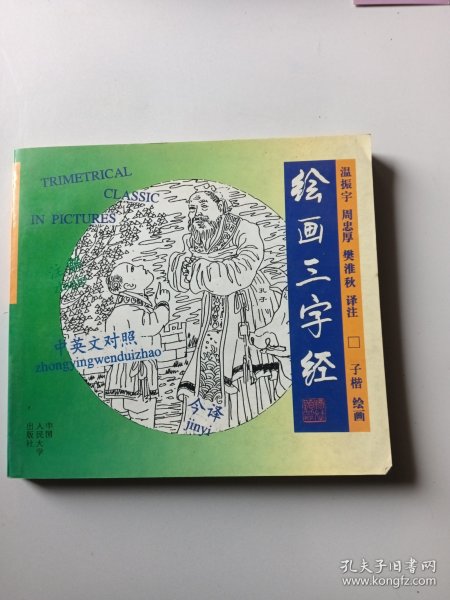 TRIMETRICAL
CLASSIC
IN PICTURES
绘画三字经
温振宇 周忠厚 樊淮秋 译注 □ 子楷 绘画
中英文对照
zhongyingwenduizhao
今译
jinyi
中国
人民大学
出版社
孔夫子旧书网
www.kongfz.com